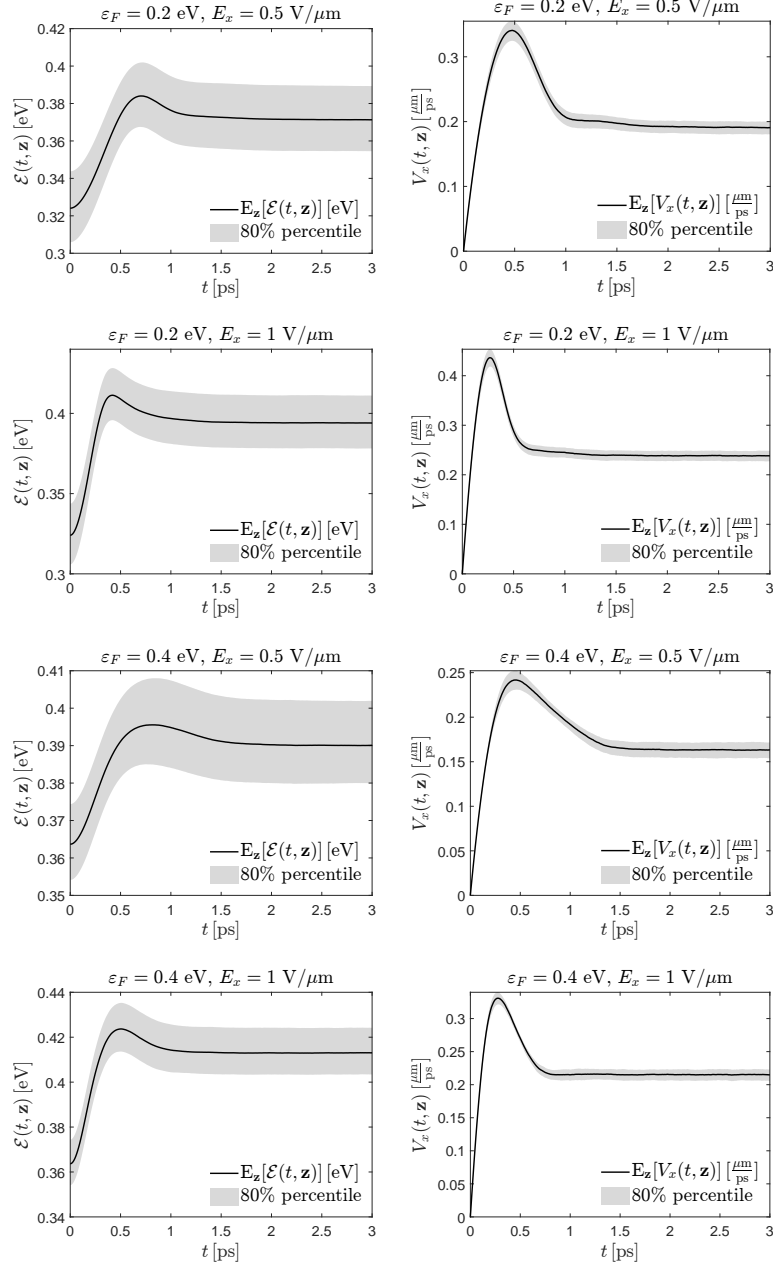 ε_F = 0.2 eV, E_x = 0.5 V/μm
0.42
0.4
0.38
0.36
0.34
0.32
0.3
ℰ(t, z) [eV]
E_z[ℰ(t, z)] [eV]
80% percentile
0 0.5 1 1.5 2 2.5 3
t [ps]
ε_F = 0.2 eV, E_x = 0.5 V/μm
0.3
0.2
0.1
0
V_x(t, z) [μm/ps]
E_z[V_x(t, z)] [μm/ps]
80% percentile
0 0.5 1 1.5 2 2.5 3
t [ps]
ε_F = 0.2 eV, E_x = 1 V/μm
0.4
0.35
0.3
ℰ(t, z) [eV]
E_z[ℰ(t, z)] [eV]
80% percentile
0 0.5 1 1.5 2 2.5 3
t [ps]
ε_F = 0.2 eV, E_x = 1 V/μm
0.4
0.3
0.2
0.1
0
V_x(t, z) [μm/ps]
E_z[V_x(t, z)] [μm/ps]
80% percentile
0 0.5 1 1.5 2 2.5 3
t [ps]
ε_F = 0.4 eV, E_x = 0.5 V/μm
0.41
0.4
0.39
0.38
0.37
0.36
0.35
ℰ(t, z) [eV]
E_z[ℰ(t, z)] [eV]
80% percentile
0 0.5 1 1.5 2 2.5 3
t [ps]
ε_F = 0.4 eV, E_x = 0.5 V/μm
0.25
0.2
0.15
0.1
0.05
0
V_x(t, z) [μm/ps]
E_z[V_x(t, z)] [μm/ps]
80% percentile
0 0.5 1 1.5 2 2.5 3
t [ps]
ε_F = 0.4 eV, E_x = 1 V/μm
0.44
0.42
0.4
0.38
0.36
0.34
ℰ(t, z) [eV]
E_z[ℰ(t, z)] [eV]
80% percentile
0 0.5 1 1.5 2 2.5 3
t [ps]
ε_F = 0.4 eV, E_x = 1 V/μm
0.3
0.25
0.2
0.15
0.1
0.05
0
V_x(t, z) [μm/ps]
E_z[V_x(t, z)] [μm/ps]
80% percentile
0 0.5 1 1.5 2 2.5 3
t [ps]